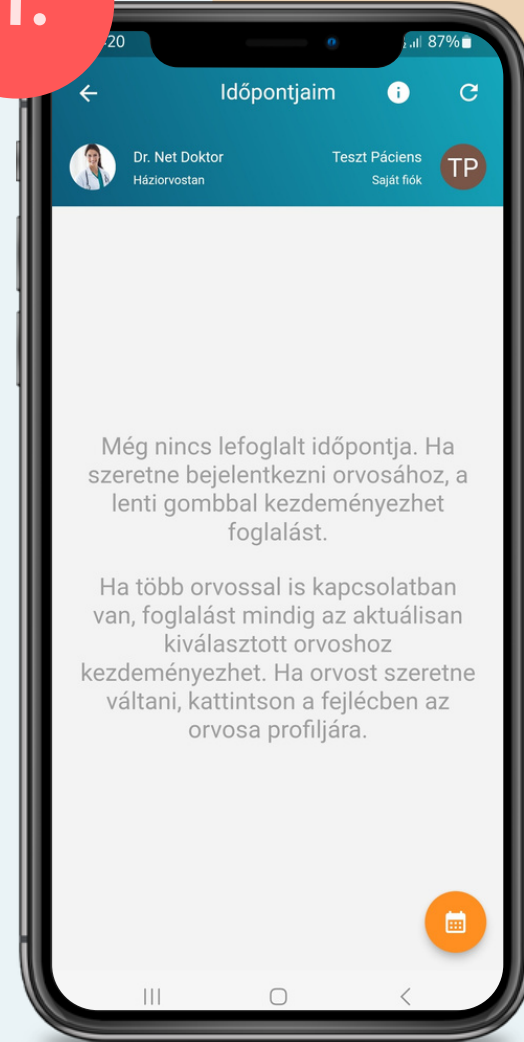 1.
20
87%
Időpontjaim
Dr. Net Doktor
Háziorvostan
Teszt Páciens
Saját fiók
TP
Még nincs lefoglalt időpontja. Ha
szeretne bejelentkezni orvosához, a
lenti gombbal kezdeményezhet
foglalást.
Ha több orvossal is kapcsolatban
van, foglalást mindig az aktuálisan
kiválasztott orvoshoz
kezdeményezhet. Ha orvost szeretne
váltani, kattintson a fejlécben az
orvosa profiljára.